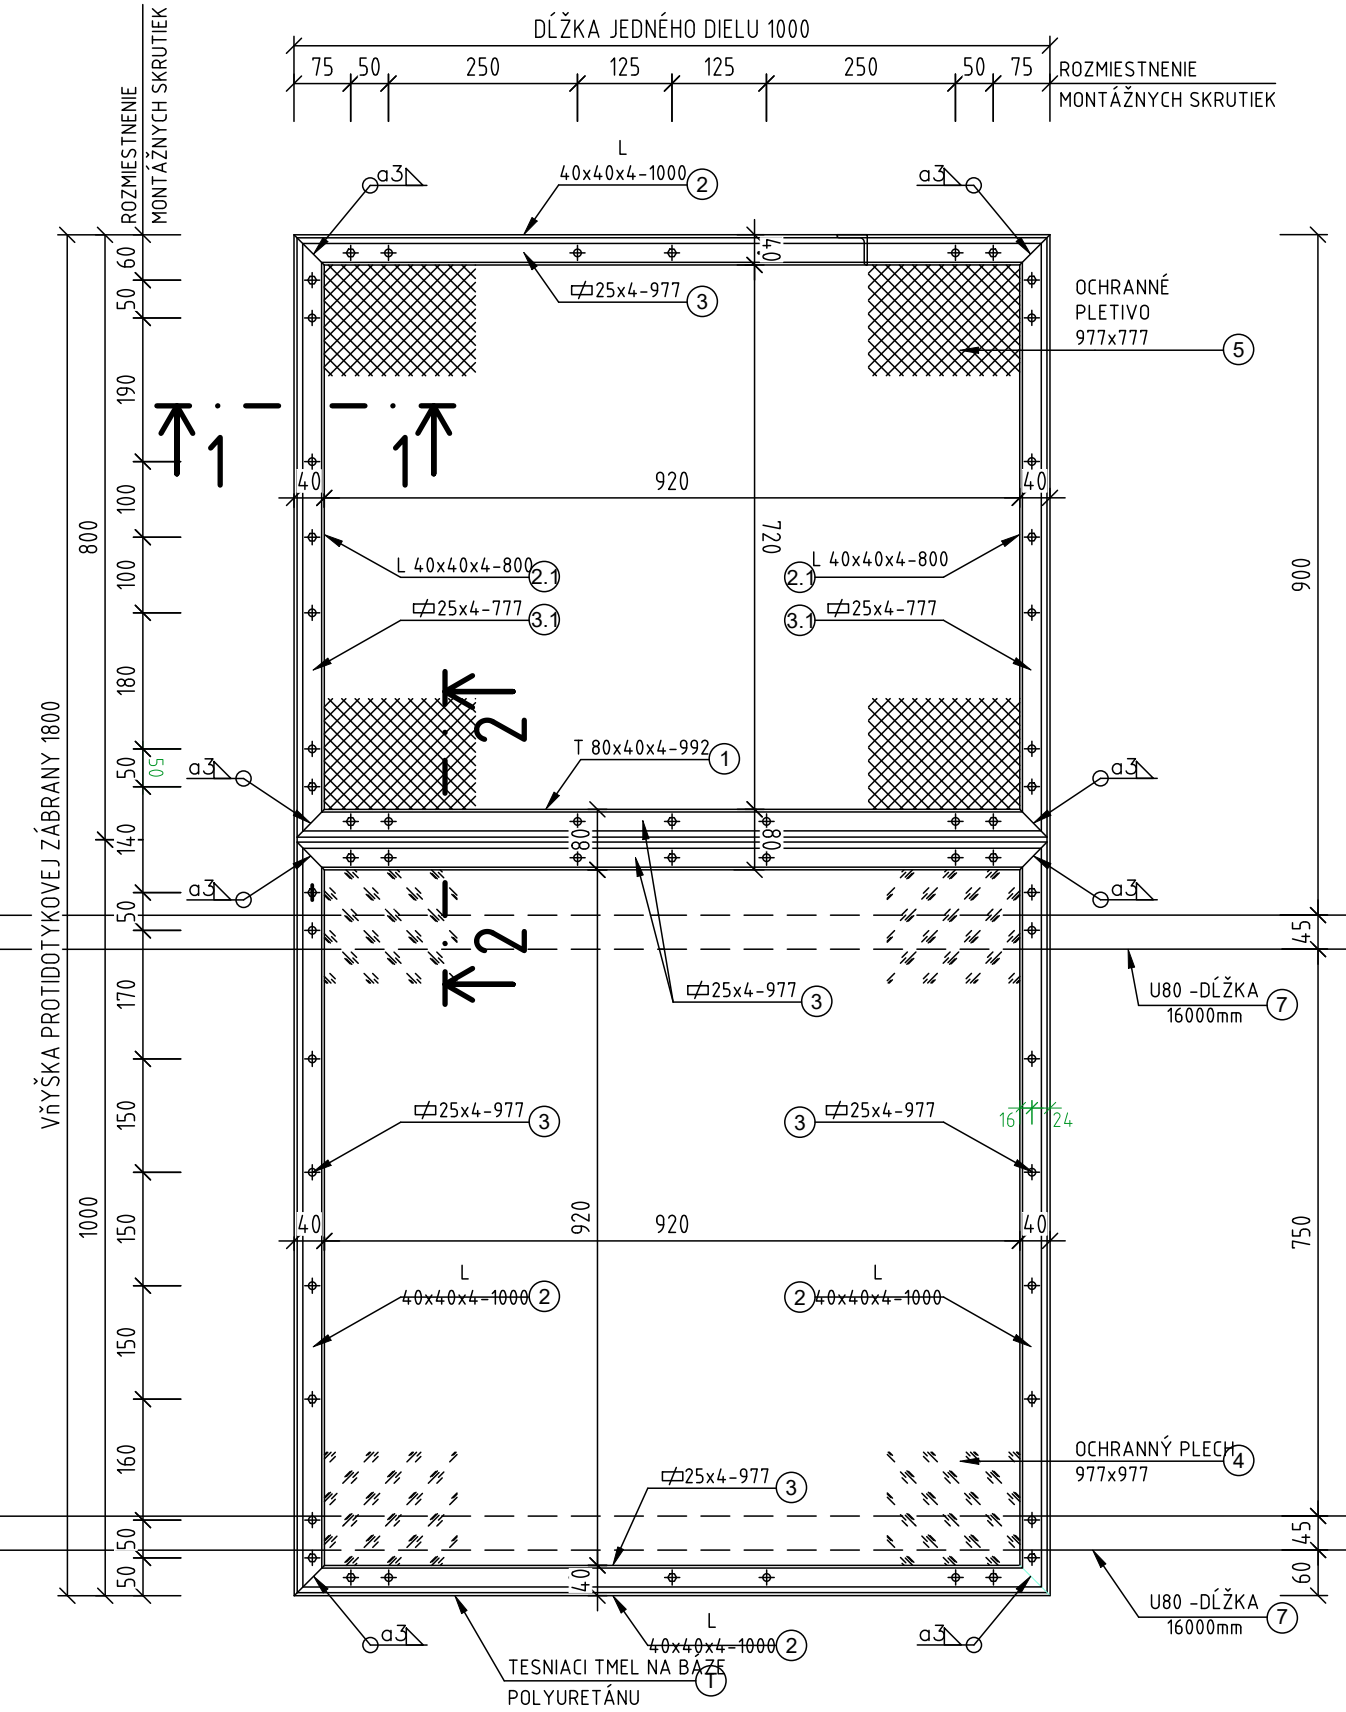 DĹŽKA JEDNÉHO DIELU 1000
75 50 250 125 125 250 50 75
ROZMIESTNENIE
MONTÁŽNYCH SKRUTIEK
ROZMIESTNENIE
MONTÁŽNYCH SKRUTIEK
L
40x40x4-1000 2
a3
a3
25x4-977 3
40
OCHRANNÉ
PLETIVO
977x777
5
60
50
190
100
100
180
50
50
140
50
170
150
150
150
160
50
50
800
1000
1 1
40 920 40
720
900
L 40x40x4-800 2.1
25x4-777 3.1
L 40x40x4-800
2.1
25x4-777
3.1
2
T 80x40x4-992 1
a3
a3
80
80
a3
a3
2
45
25x4-977 3
U80 -DĹŽKA
16000mm
7
25x4-977 3
3 25x4-977
16 24
40 920 40
920
750
L
40x40x4-1000 2
L
2 40x40x4-1000
OCHRANNÝ PLECH
977x977
4
25x4-977 3
45
60
40
U80 -DĹŽKA
16000mm
7
a3
a3
L
40x40x4-1000 2
TESNIACI TMEL NA BÁZE
POLYURETÁNU
T
VňÝŠKA PROTIDOTYKOVEJ ZÁBRANY 1800